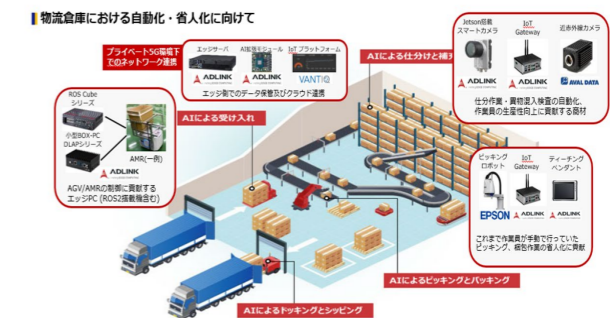 物流倉庫における自動化・省人化に向けて
プライベート5G環境下
でのネットワーク連携
エッジサーバ
AI拡張モジュール
IoT プラットフォーム
ADLINK
ADLINK
VANTIQ
エッジ側でのデータ保管及びクラウド連携
AIによる仕分けと補充
Jetson搭載
スマートカメラ
IoT
Gateway
近赤外線カメラ
ADLINK
ADLINK
AVAL DATA
仕分作業・異物混入検査の自動化、
作業員の生産性向上に貢献する商材
ROS Cube
シリーズ
小型BOX-PC
DLAPシリーズ
ADLINK
AMR(一例)
ADLINK
AGV/AMRの制御に貢献する
エッジPC (ROS2搭載機含む)
AIによる受け入れ
ピッキング
ロボット
IoT
Gateway
ティーチング
ペンダント
EPSON
ADLINK
ADLINK
これまで作業員が手動で行っていた
ピッキング、梱包作業の省人化に貢献
AIによるピッキングとパッキング
AIによるドッキングとシッピング